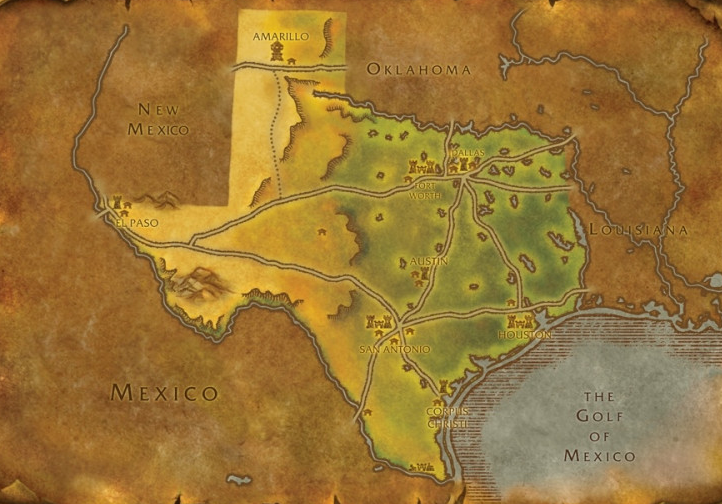 AMARILLO
OKLAHOMA
NEW
MEXICO
DALLAS
FORT
WORTH
EL PASO
LOUISIANA
AUSTIN
HOUSTON
SAN ANTONIO
MEXICO
CORPUS
CHRISTI
THE
GOLF
OF
MEXICO